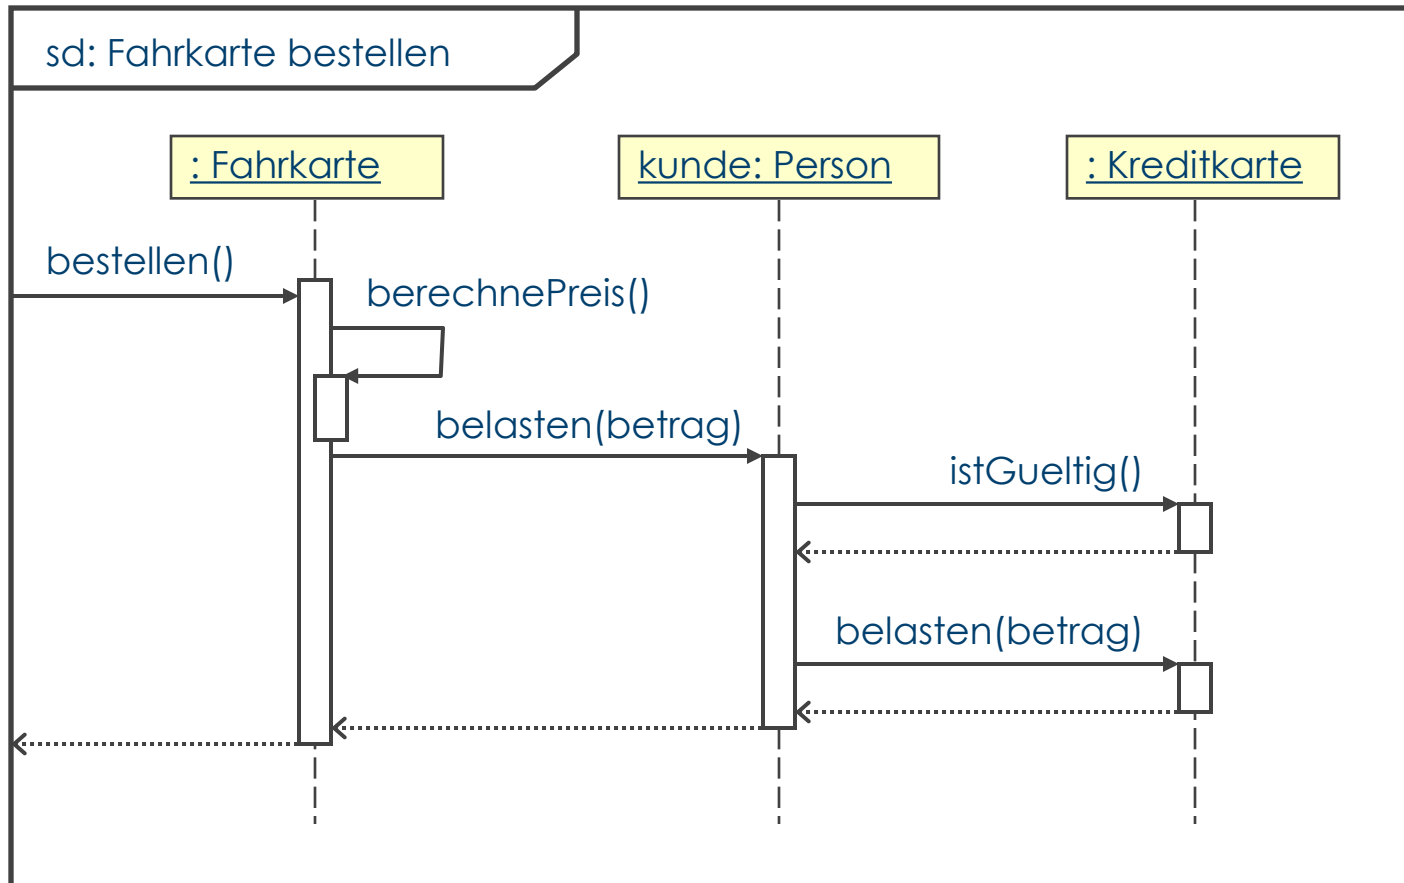 sd: Fahrkarte bestellen
: Fahrkarte
kunde: Person
: Kreditkarte
bestellen()
berechnePreis()
belasten(betrag)
istGueltig()
belasten(betrag)